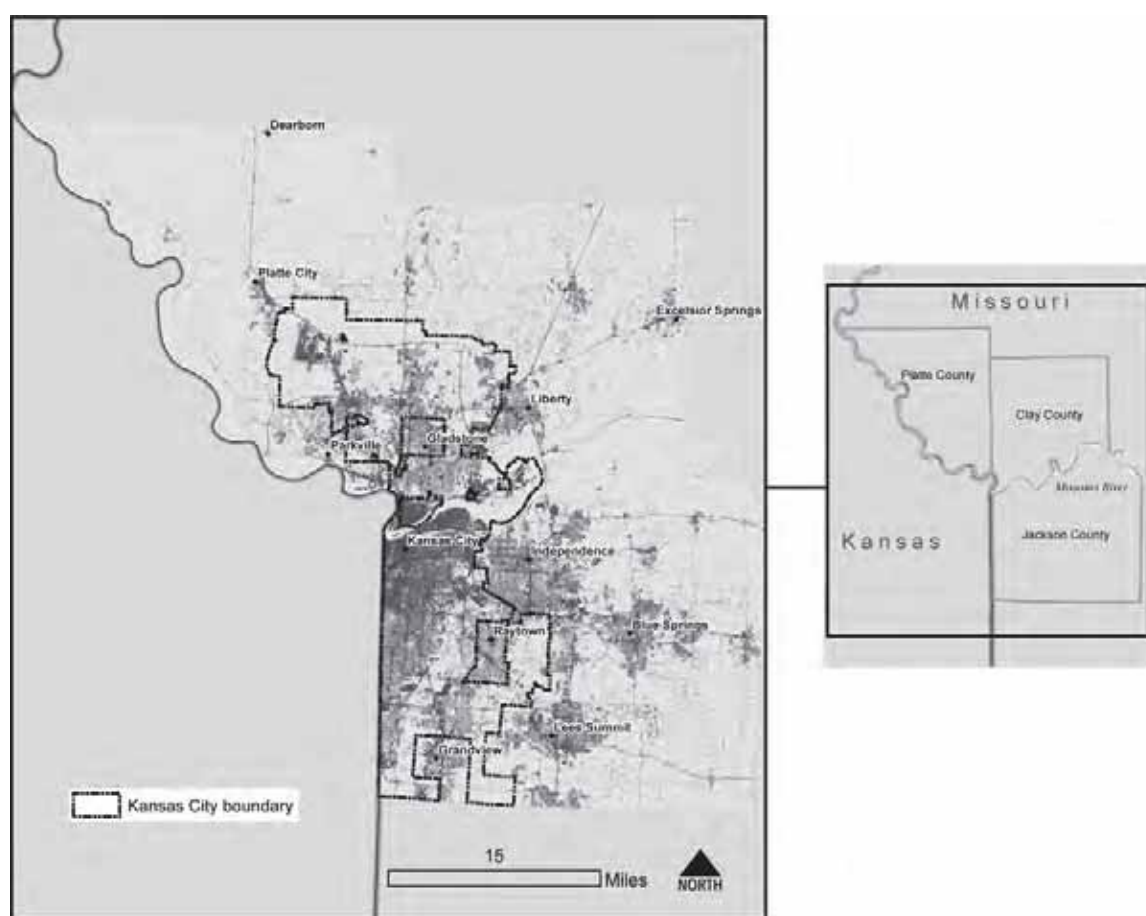 Dearborn
Platte City
Excelsior Springs
Liberty
Gladstone
Parkville
Kansas City
Independence
Blue Springs
Raytown
Lees Summit
Grandview
Kansas City boundary
15
Miles
NORTH
Missouri
Platte County
Clay County
Missouri River
Jackson County
Kansas